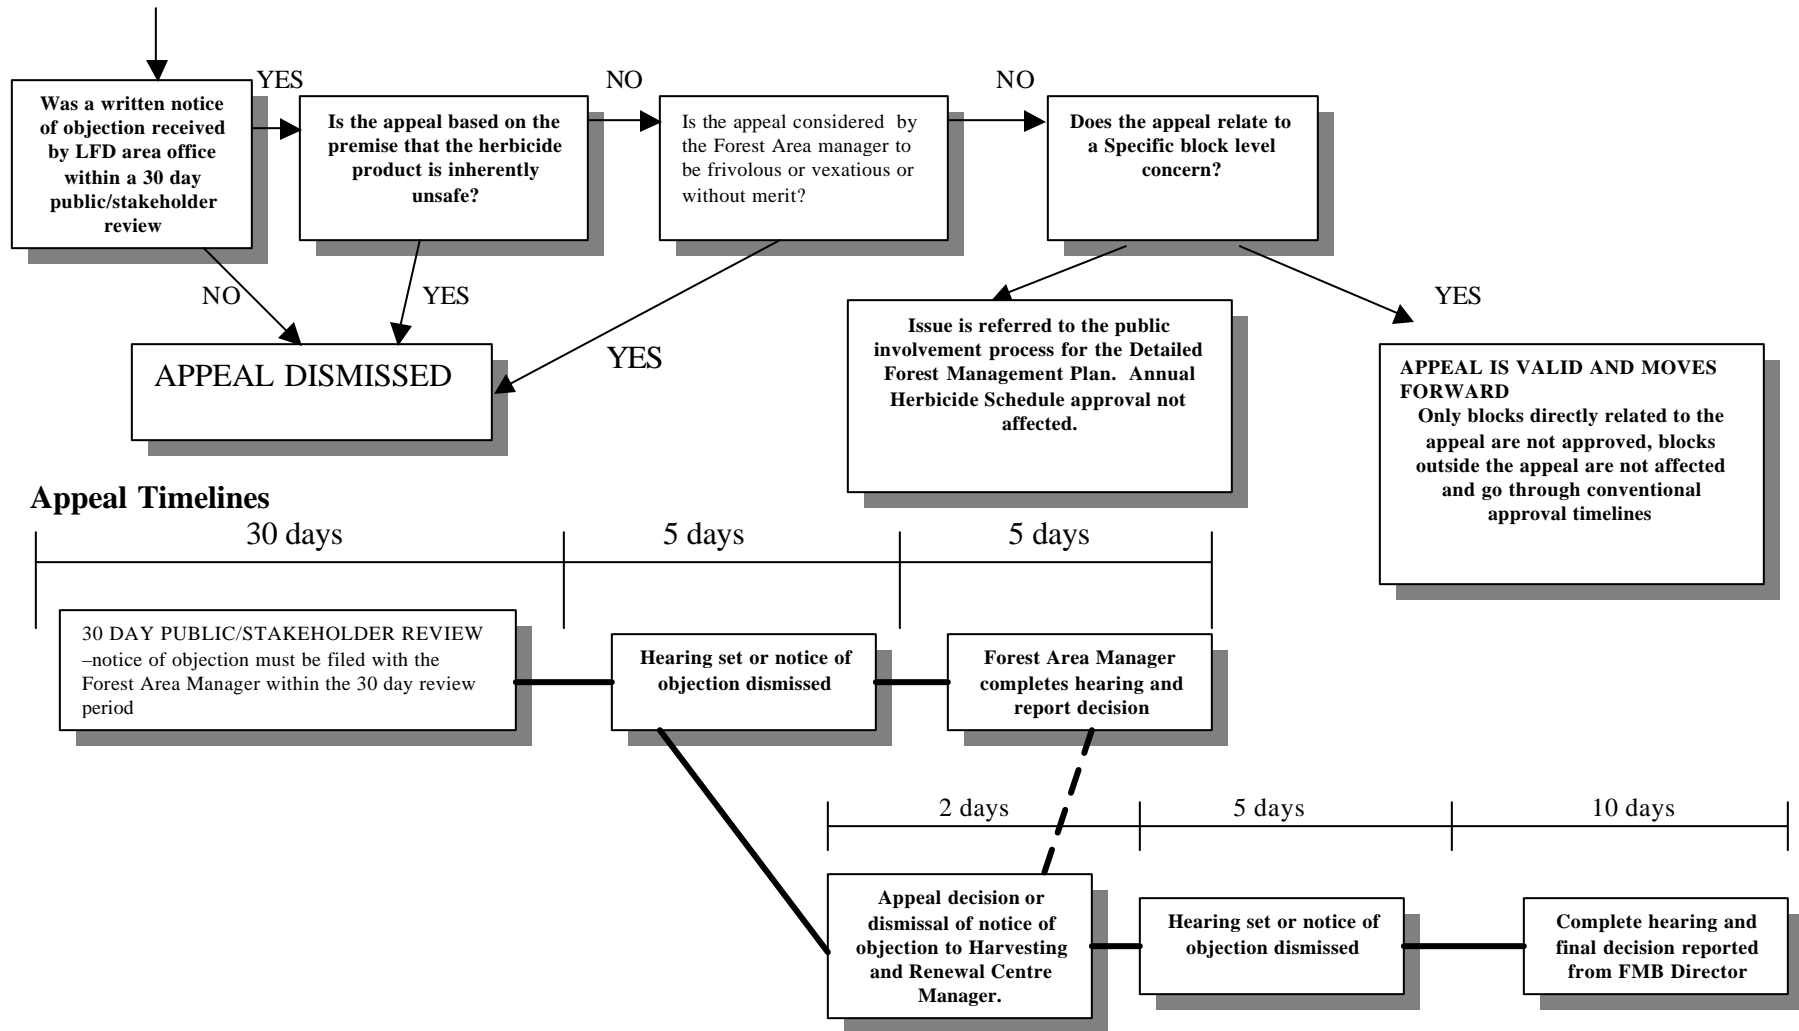 YES
NO
NO
Was a written notice
of objection received
by LFD area office
within a 30 day
public/stakeholder
review
Is the appeal based on the
premise that the herbicide
product is inherently
unsafe?
Is the appeal considered by
the Forest Area manager to
be frivolous or vexatious or
without merit?
Does the appeal relate to
a Specific block level
concern?
NO
YES
YES
YES
APPEAL DISMISSED
Issue is referred to the public
involvement process for the Detailed
Forest Management Plan. Annual
Herbicide Schedule approval not
affected.
APPEAL IS VALID AND MOVES
FORWARD
Only blocks directly related to the
appeal are not approved, blocks
outside the appeal are not affected
and go through conventional
approval timelines
Appeal Timelines
30 days
5 days
5 days
30 DAY PUBLIC/STAKEHOLDER REVIEW
–notice of objection must be filed with the
Forest Area Manager within the 30 day review
period
Hearing set or notice of
objection dismissed
Forest Area Manager
completes hearing and
report decision
2 days
5 days
10 days
Appeal decision or
dismissal of notice of
objection to Harvesting
and Renewal Centre
Manager.
Hearing set or notice of
objection dismissed
Complete hearing and
final decision reported
from FMB Director